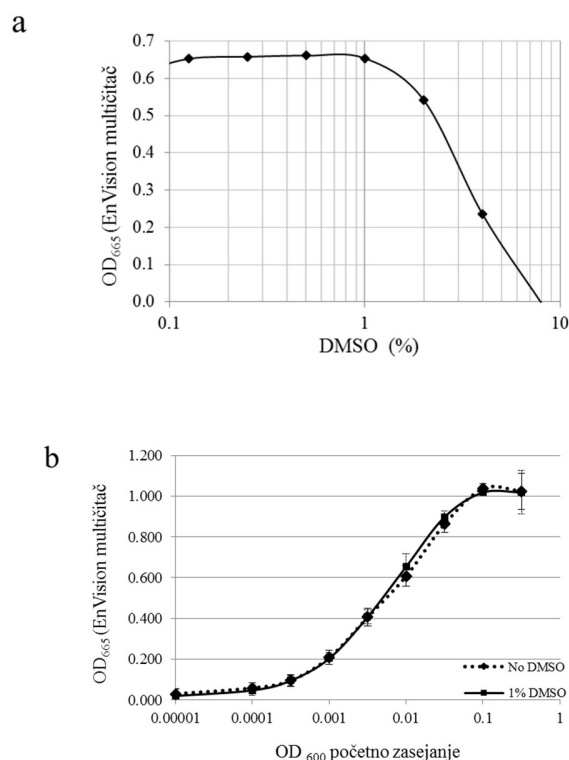 a
OD665 (EnVision multičitač
0.7
0.6
0.5
0.4
0.3
0.2
0.1
0.0
0.1 1 10
DMSO (%)
b
OD665 (EnVision multičitač
1.200
1.000
0.800
0.600
0.400
0.200
0.000
No DMSO
1% DMSO
0.00001 0.0001 0.001 0.01 0.1 1
OD 600 početno zasejanje